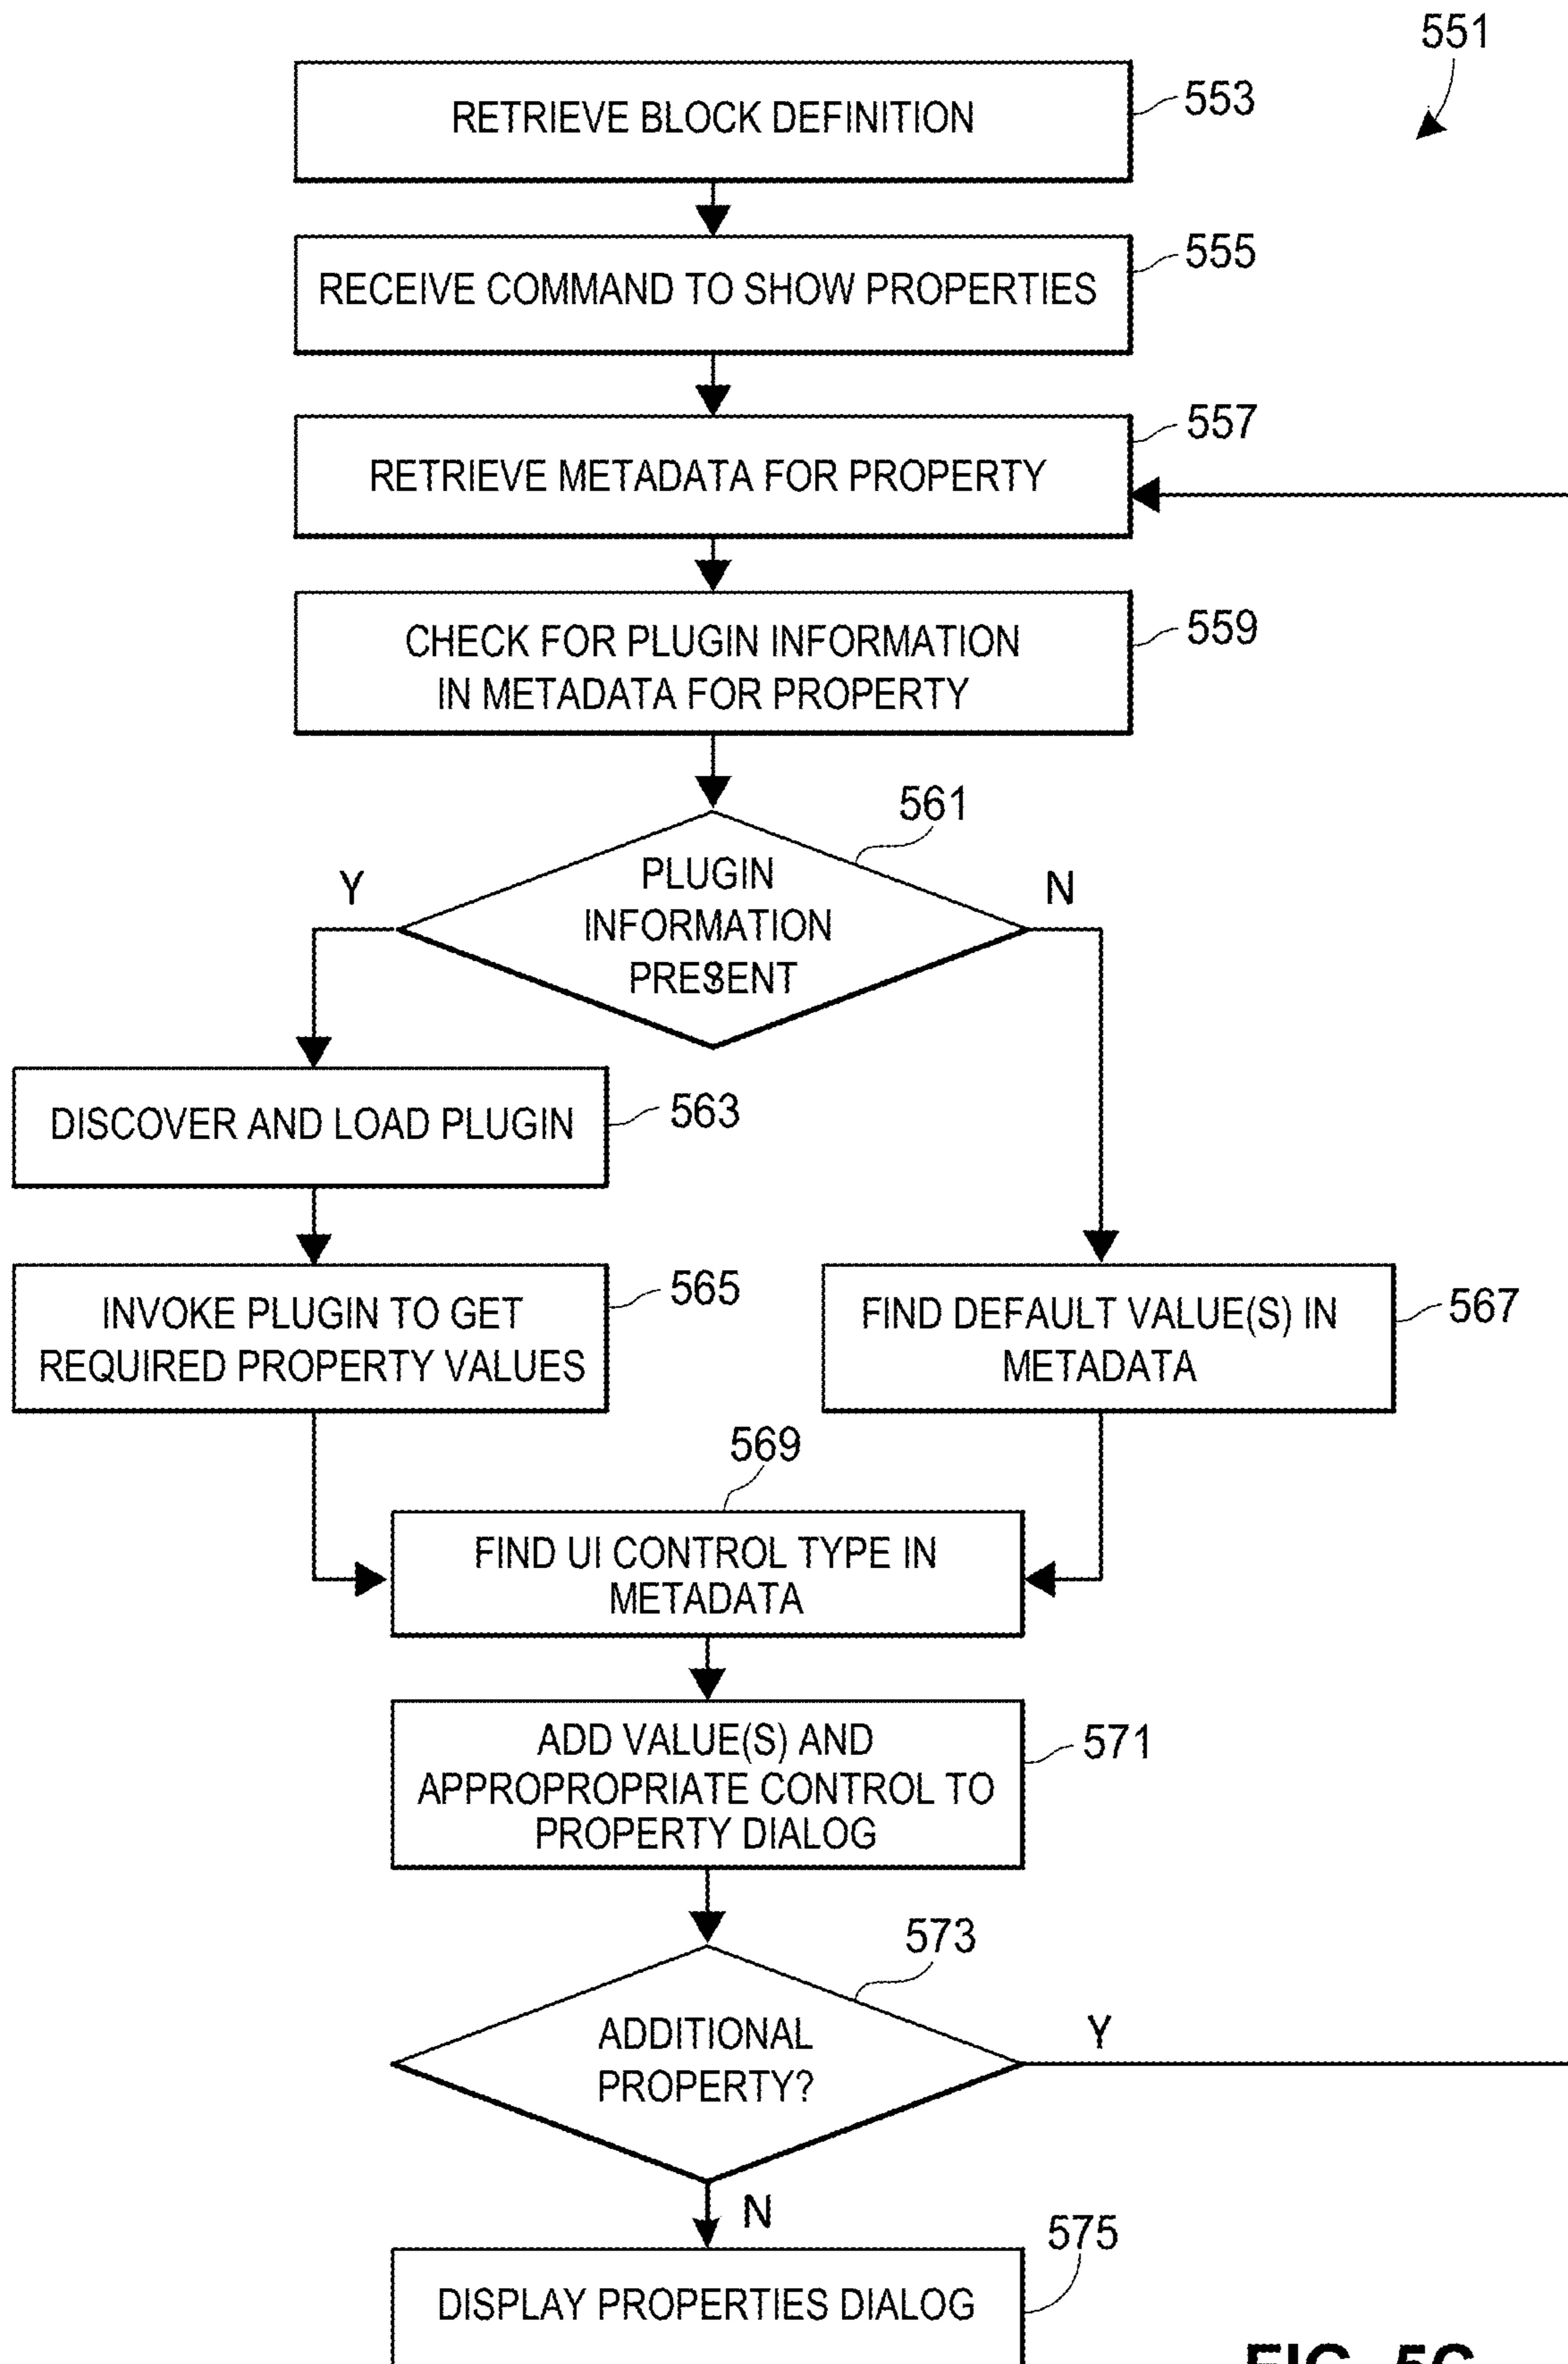 551
RETRIEVE BLOCK DEFINITION
553
RECEIVE COMMAND TO SHOW PROPERTIES
555
RETRIEVE METADATA FOR PROPERTY
557
CHECK FOR PLUGIN INFORMATION
IN METADATA FOR PROPERTY
559
561
Y
N
PLUGIN
INFORMATION
PRESENT?
DISCOVER AND LOAD PLUGIN
563
INVOKE PLUGIN TO GET
REQUIRED PROPERTY VALUES
565
FIND DEFAULT VALUE(S) IN
METADATA
567
569
FIND UI CONTROL TYPE IN
METADATA
ADD VALUE(S) AND
APPROPROPRIATE CONTROL TO
PROPERTY DIALOG
571
573
ADDITIONAL
PROPERTY?
Y
N
575
DISPLAY PROPERTIES DIALOG
FIG. 5C